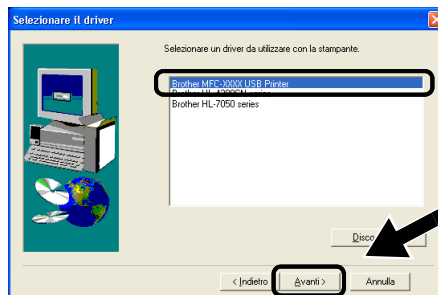 Selezionare il driver
Selezionare un driver da utilizzare con la stampante.
Brother MFC-XXXX USB Printer
Brother HL-7050 series
< Indietro
Avanti >
Annulla